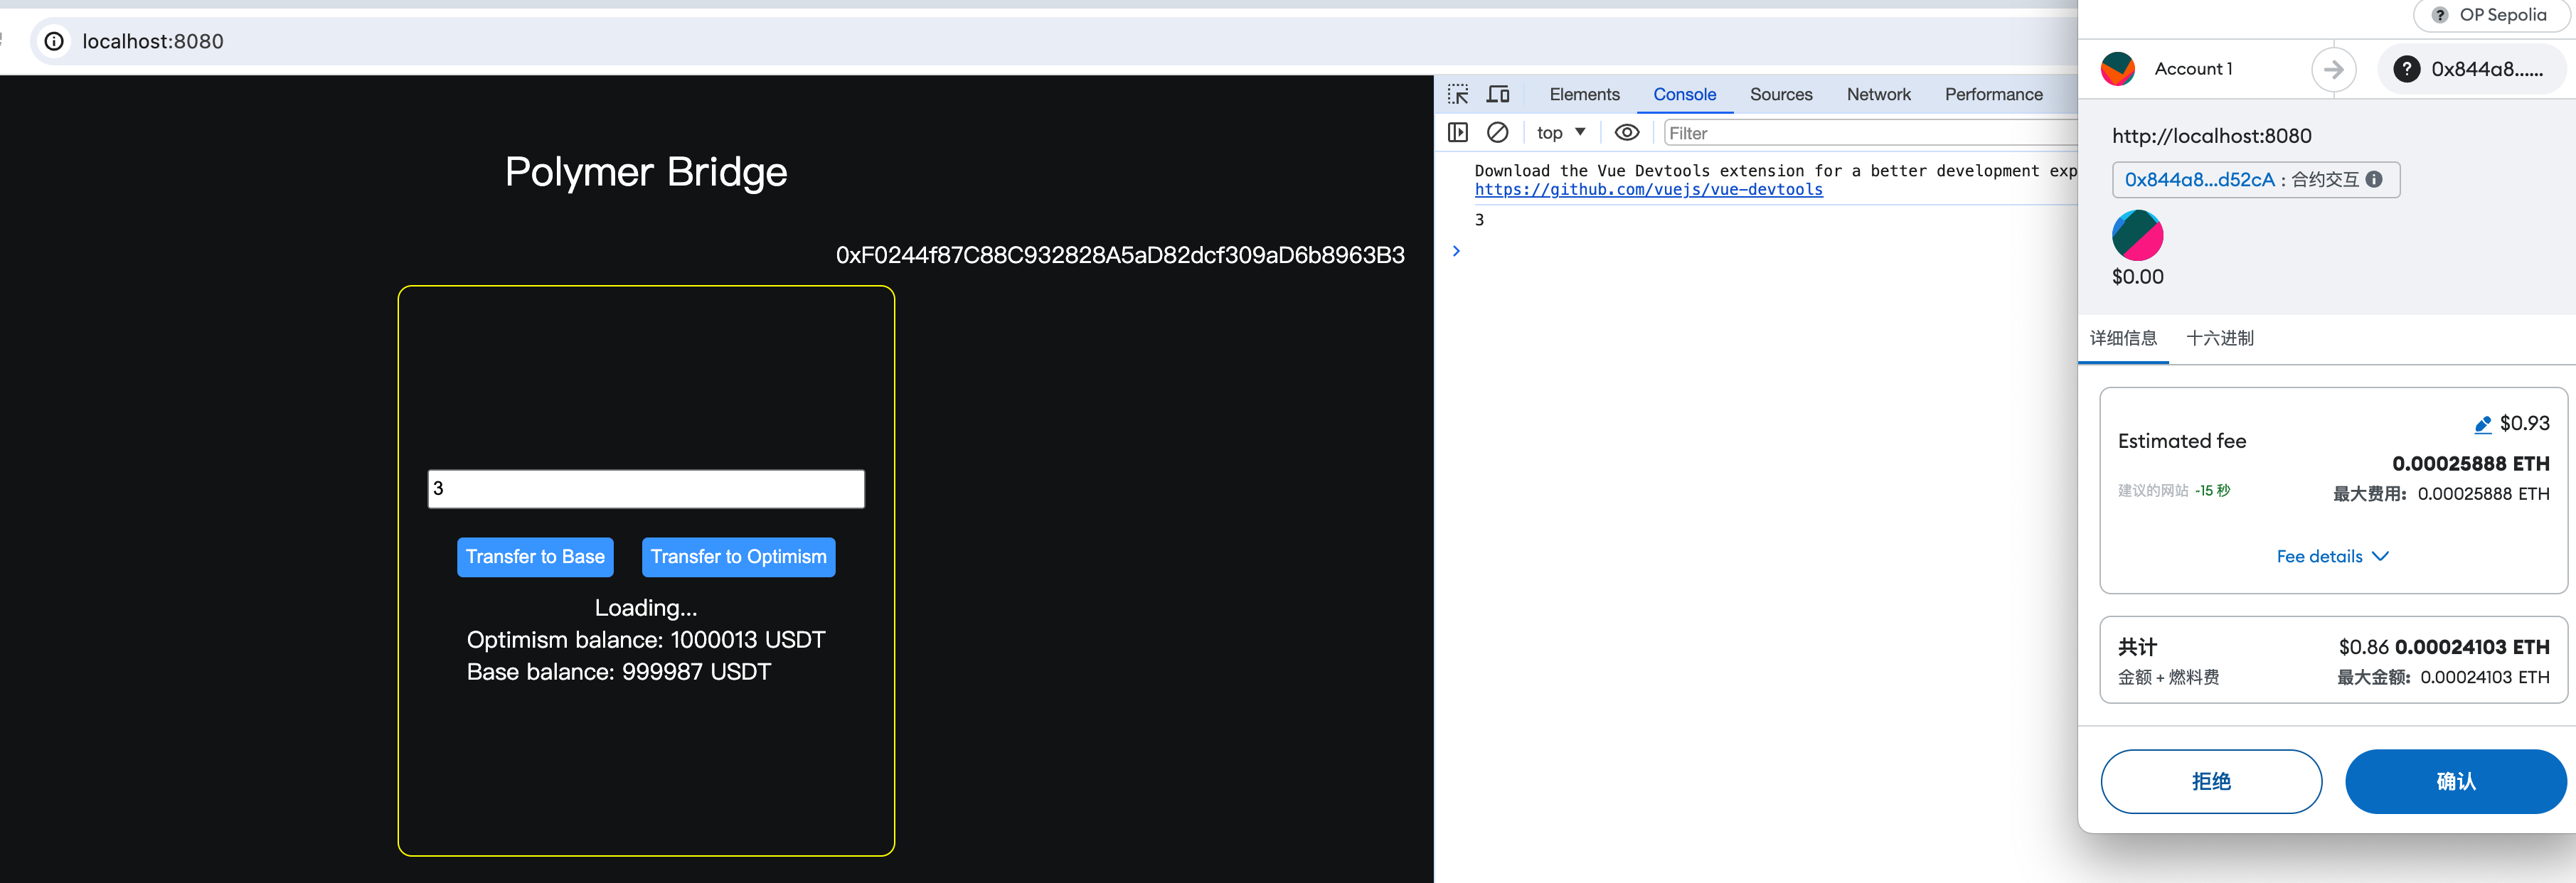 localhost:8080
Polymer Bridge
0xF0244f87C88C932828A5aD82dcf309aD6b8963B3
3
Transfer to Base
Transfer to Optimism
Loading...
Optimism balance: 1000013 USDT
Base balance: 999987 USDT
Elements Console Sources Network Performance
top Filter
Download the Vue Devtools extension for a better development exp
https://github.com/vuejs/vue-devtools
3
OP Sepolia
Account 1
0x844a8......
http://localhost:8080
0x844a8...d52cA : 合约交互
$0.00
详细信息 十六进制
$0.93
Estimated fee
0.00025888 ETH
建议的网站 -15 秒 最大费用: 0.00025888 ETH
Fee details
共计 $0.86 0.00024103 ETH
金额 + 燃料费 最大金额: 0.00024103 ETH
拒绝 确认